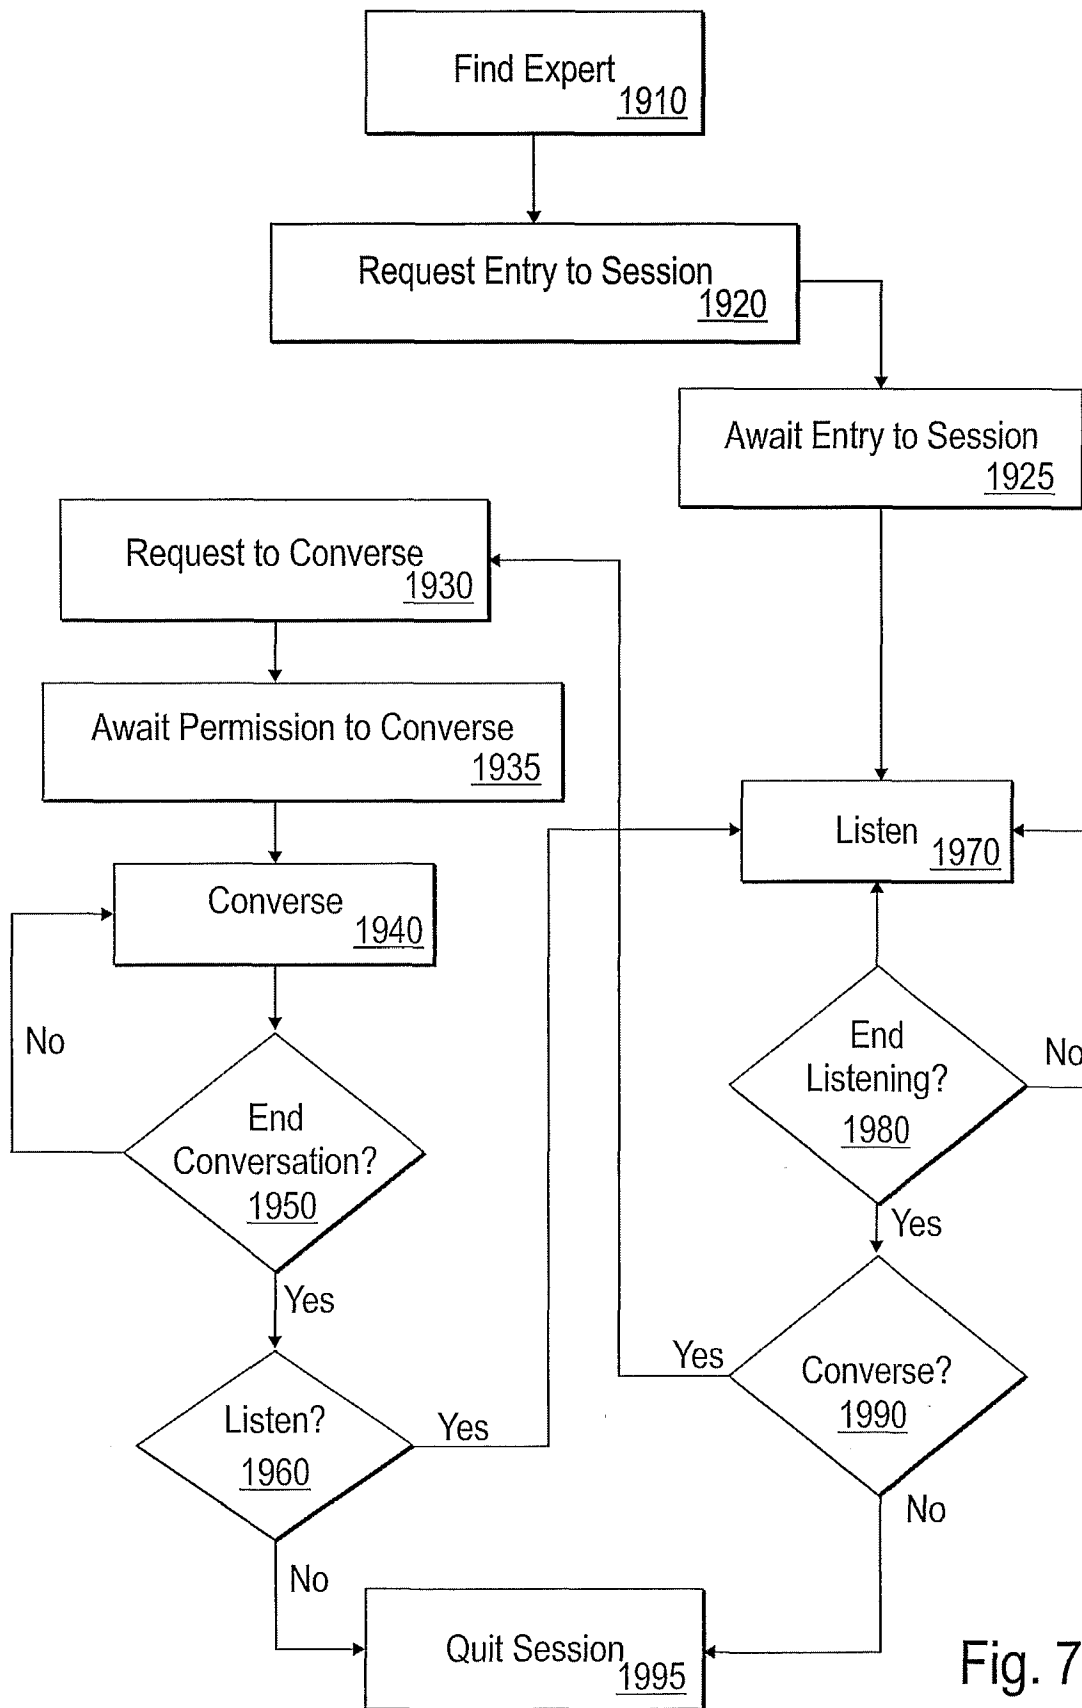 Find Expert
1910
Request Entry to Session
1920
Await Entry to Session
1925
Request to Converse
1930
Await Permission to Converse
1935
Listen
1970
Converse
1940
No
End
Listening?
1980
No
End
Conversation?
1950
Yes
Yes
Listen?
1960
Yes
Yes
Converse?
1990
No
No
Quit Session
1995
Fig. 7